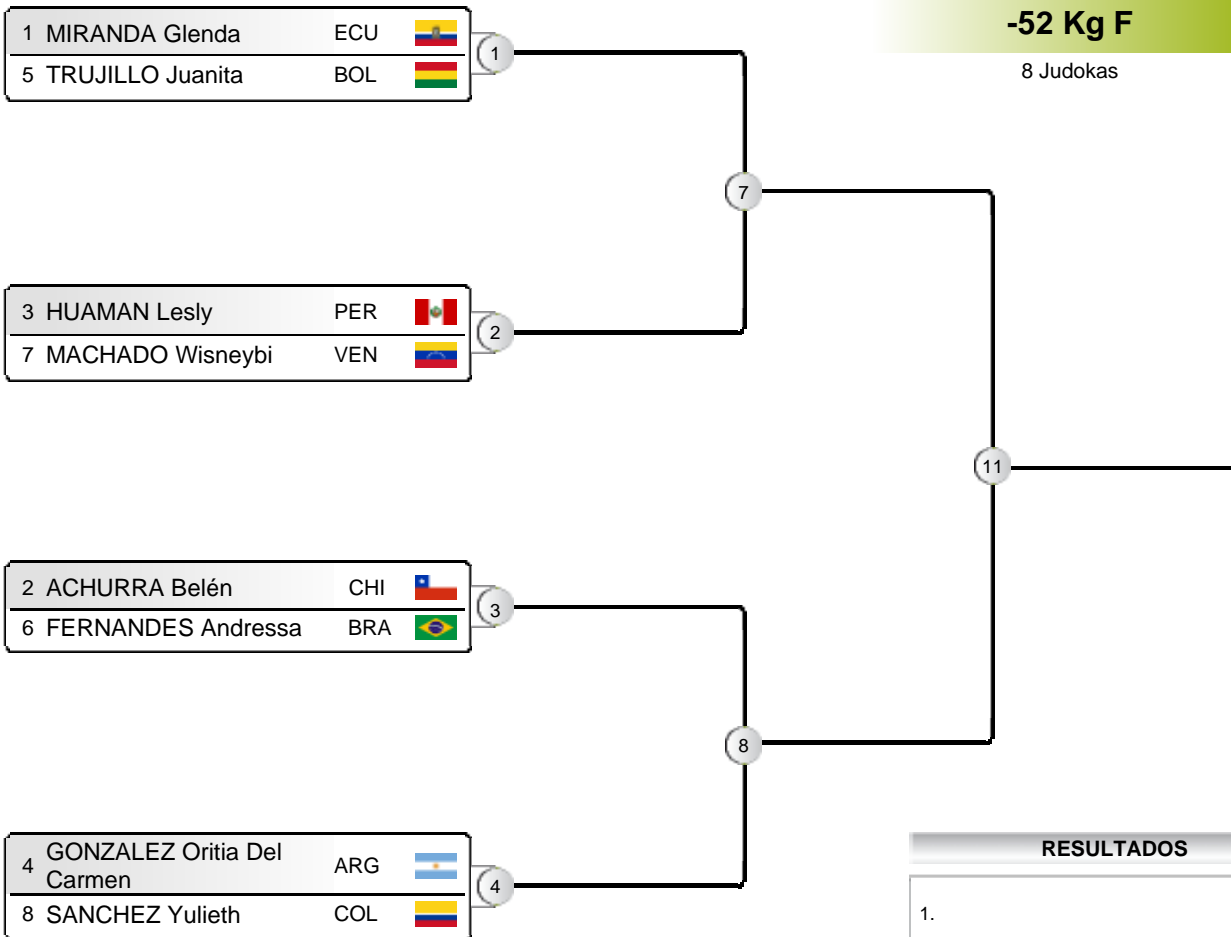 -52 Kg F
8 Judokas
1 MIRANDA Glenda ECU
5 TRUJILLO Juanita BOL
1
7
3 HUAMAN Lesly PER
7 MACHADO Wisneybi VEN
2
11
2 ACHURRA Belén CHI
6 FERNANDES Andressa BRA
3
8
4 GONZALEZ Oritia Del
Carmen ARG
8 SANCHEZ Yulieth COL
4
RESULTADOS
1.